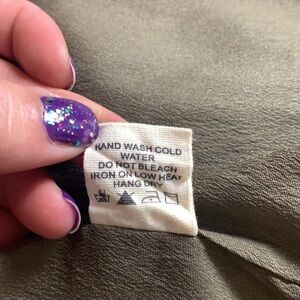 HAND WASH COLD
WATER
DO NOT BLEACH
IRON ON LOW HEAT
HANG DRY